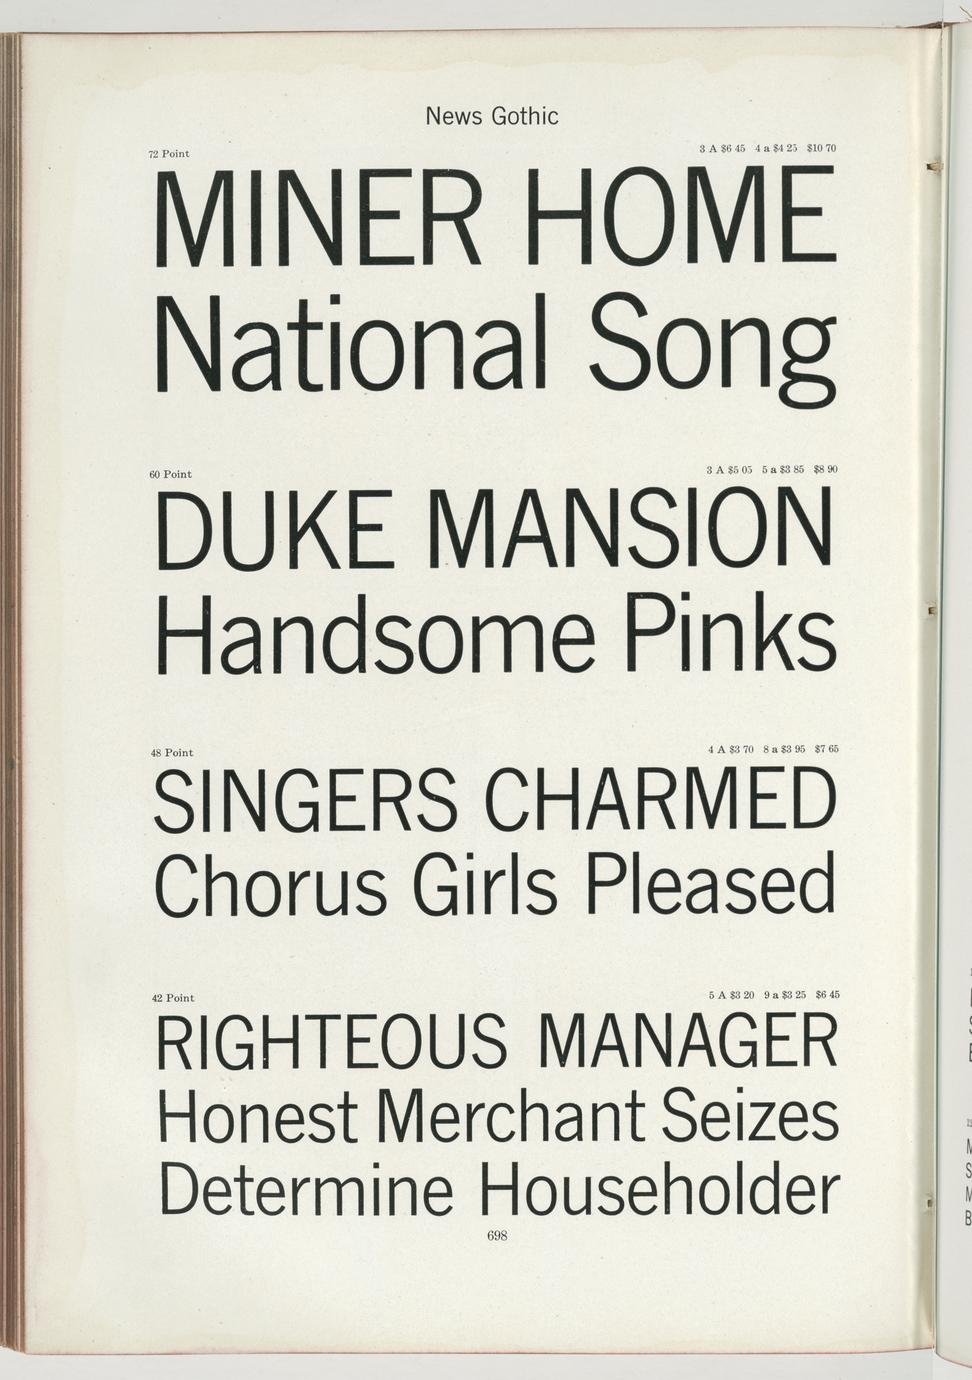 News Gothic
72 Point 3 A $6 45 4 a $4 25 $10 70
MINER HOME
National Song
60 Point 3 A $5 05 5 a $3 85 $8 90
DUKE MANSION
Handsome Pinks
48 Point 4 A $3 70 8 a $3 95 $7 65
SINGERS CHARMED
Chorus Girls Pleased
42 Point 5 A $3 20 9 a $3 25 $6 45
RIGHTEOUS MANAGER
Honest Merchant Seizes
Determine Householder
698